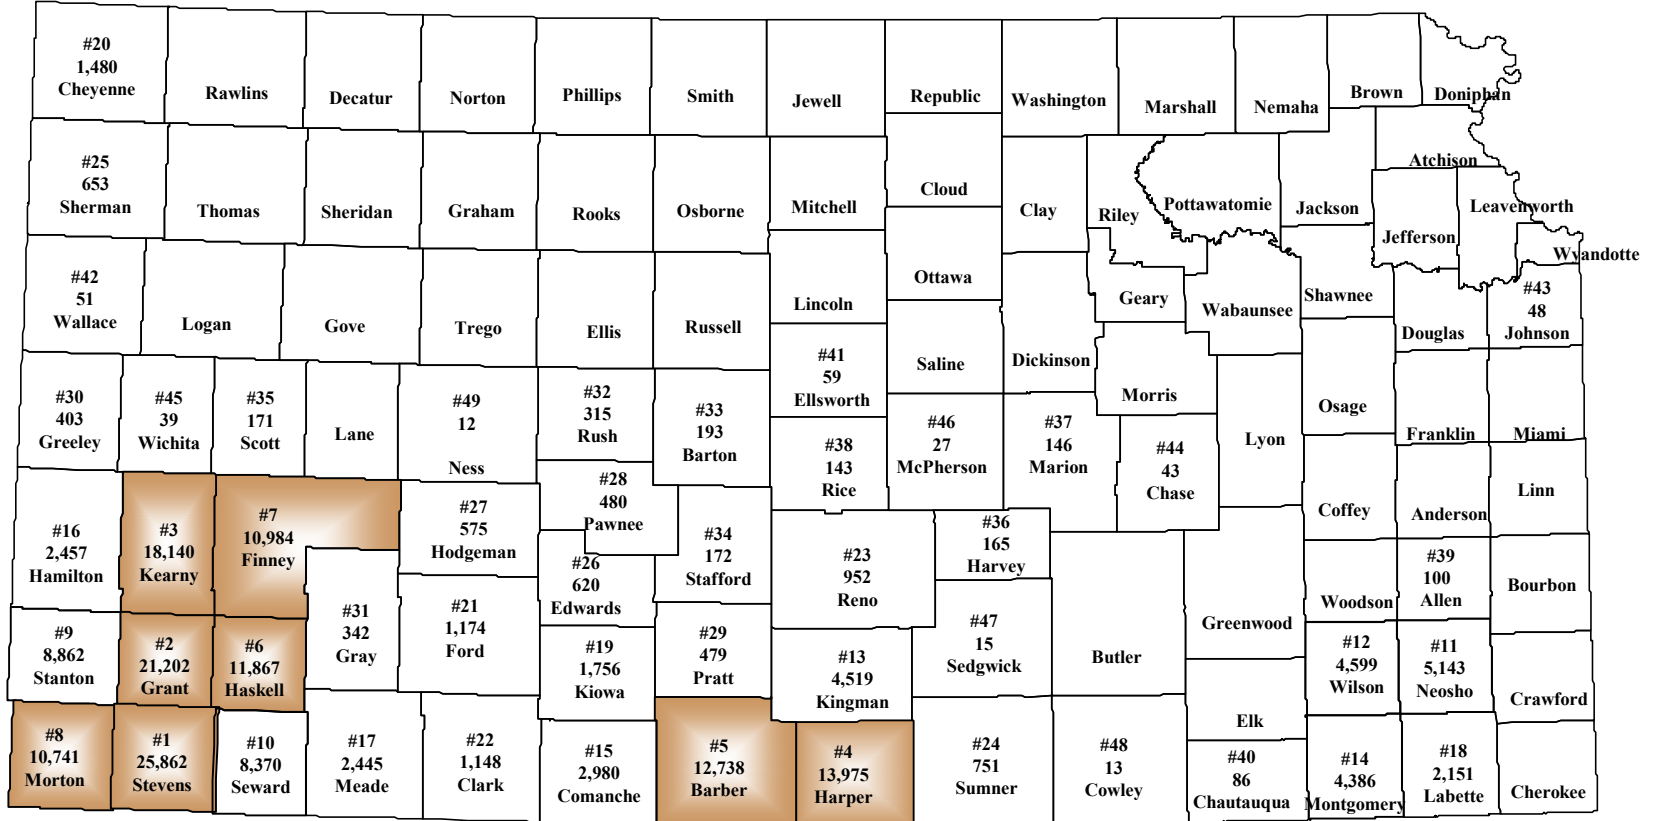 #20
1,480
Cheyenne
Rawlins
Decatur
Norton
Phillips
Smith
Jewell
Republic
Washington
Marshall
Nemaha
Brown
Doniphan
#25
653
Sherman
Thomas
Sheridan
Graham
Rooks
Osborne
Mitchell
Cloud
Clay
Riley
Pottawatomie
Jackson
Atchison
Jefferson
Leavenworth
Wyandotte
#42
51
Wallace
Logan
Gove
Trego
Ellis
Russell
Lincoln
Ottawa
Geary
Wabaunsee
Shawnee
Douglas
#43
48
Johnson
#30
403
Greeley
#45
39
Wichita
#35
171
Scott
Lane
#49
12
Ness
#32
315
Rush
#33
193
Barton
#41
59
Ellsworth
Saline
Dickinson
Morris
Osage
Franklin
Miami
#38
143
Rice
#46
27
McPherson
#37
146
Marion
#44
43
Chase
Lyon
Coffey
Anderson
Linn
#16
2,457
Hamilton
#3
18,140
Kearny
#7
10,984
Finney
#27
575
Hodgeman
#28
480
Pawnee
#26
620
Edwards
#34
172
Stafford
#23
952
Reno
#36
165
Harvey
Butler
Greenwood
Woodson
#39
100
Allen
Bourbon
#9
8,862
Stanton
#2
21,202
Grant
#6
11,867
Haskell
#31
342
Gray
#21
1,174
Ford
#19
1,756
Kiowa
#29
479
Pratt
#13
4,519
Kingman
#47
15
Sedgwick
Elk
#12
4,599
Wilson
#11
5,143
Neosho
Crawford
#8
10,741
Morton
#1
25,862
Stevens
#10
8,370
Seward
#17
2,445
Meade
#22
1,148
Clark
#15
2,980
Comanche
#5
12,738
Barber
#4
13,975
Harper
#24
751
Sumner
#48
13
Cowley
#40
86
Chautauqua
#14
4,386
Montgomery
#18
2,151
Labette
Cherokee